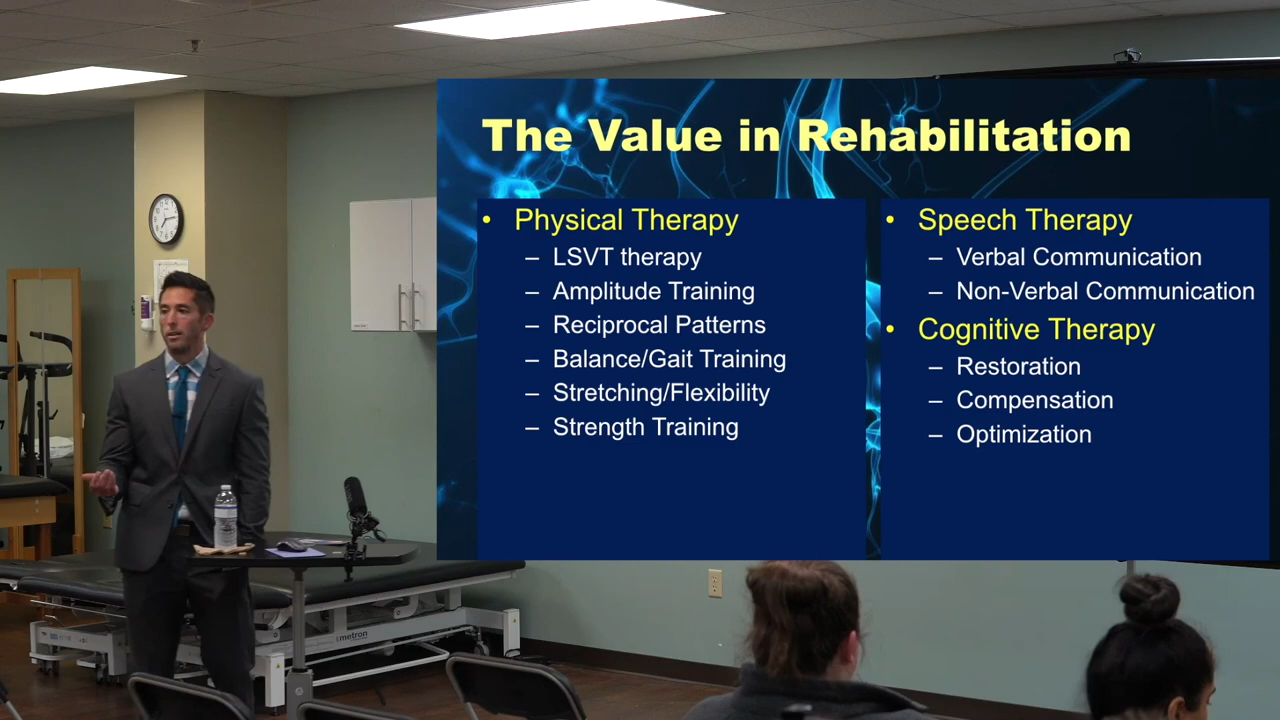 The Value in Rehabilitation
• Physical Therapy
– LSVT therapy
– Amplitude Training
– Reciprocal Patterns
– Balance/Gait Training
– Stretching/Flexibility
– Strength Training
• Speech Therapy
– Verbal Communication
– Non-Verbal Communication
• Cognitive Therapy
– Restoration
– Compensation
– Optimization
metron